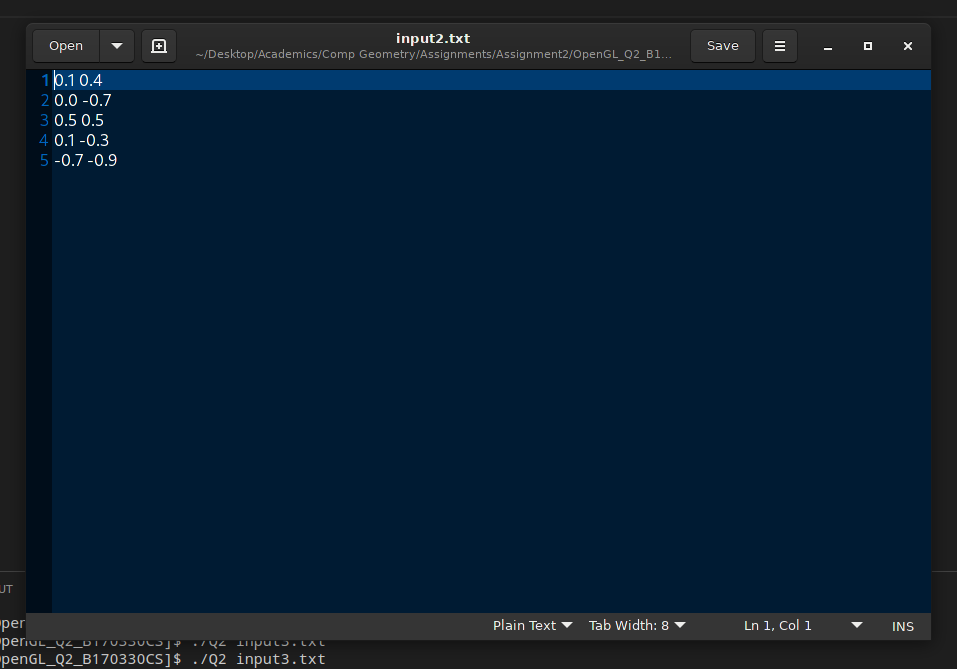 Open
input2.txt
~/Desktop/Academics/Comp Geometry/Assignments/Assignment2/OpenGL_Q2_B1...
Save
1 0.1 0.4
2 0.0 -0.7
3 0.5 0.5
4 0.1 -0.3
5 -0.7 -0.9
UT
Plain Text
Tab Width: 8
Ln 1, Col 1
INS
penGL_Q2_B170330CS]$ ./Q2 input3.txt
penGL_Q2_B170330CS]$ ./Q2 input3.txt